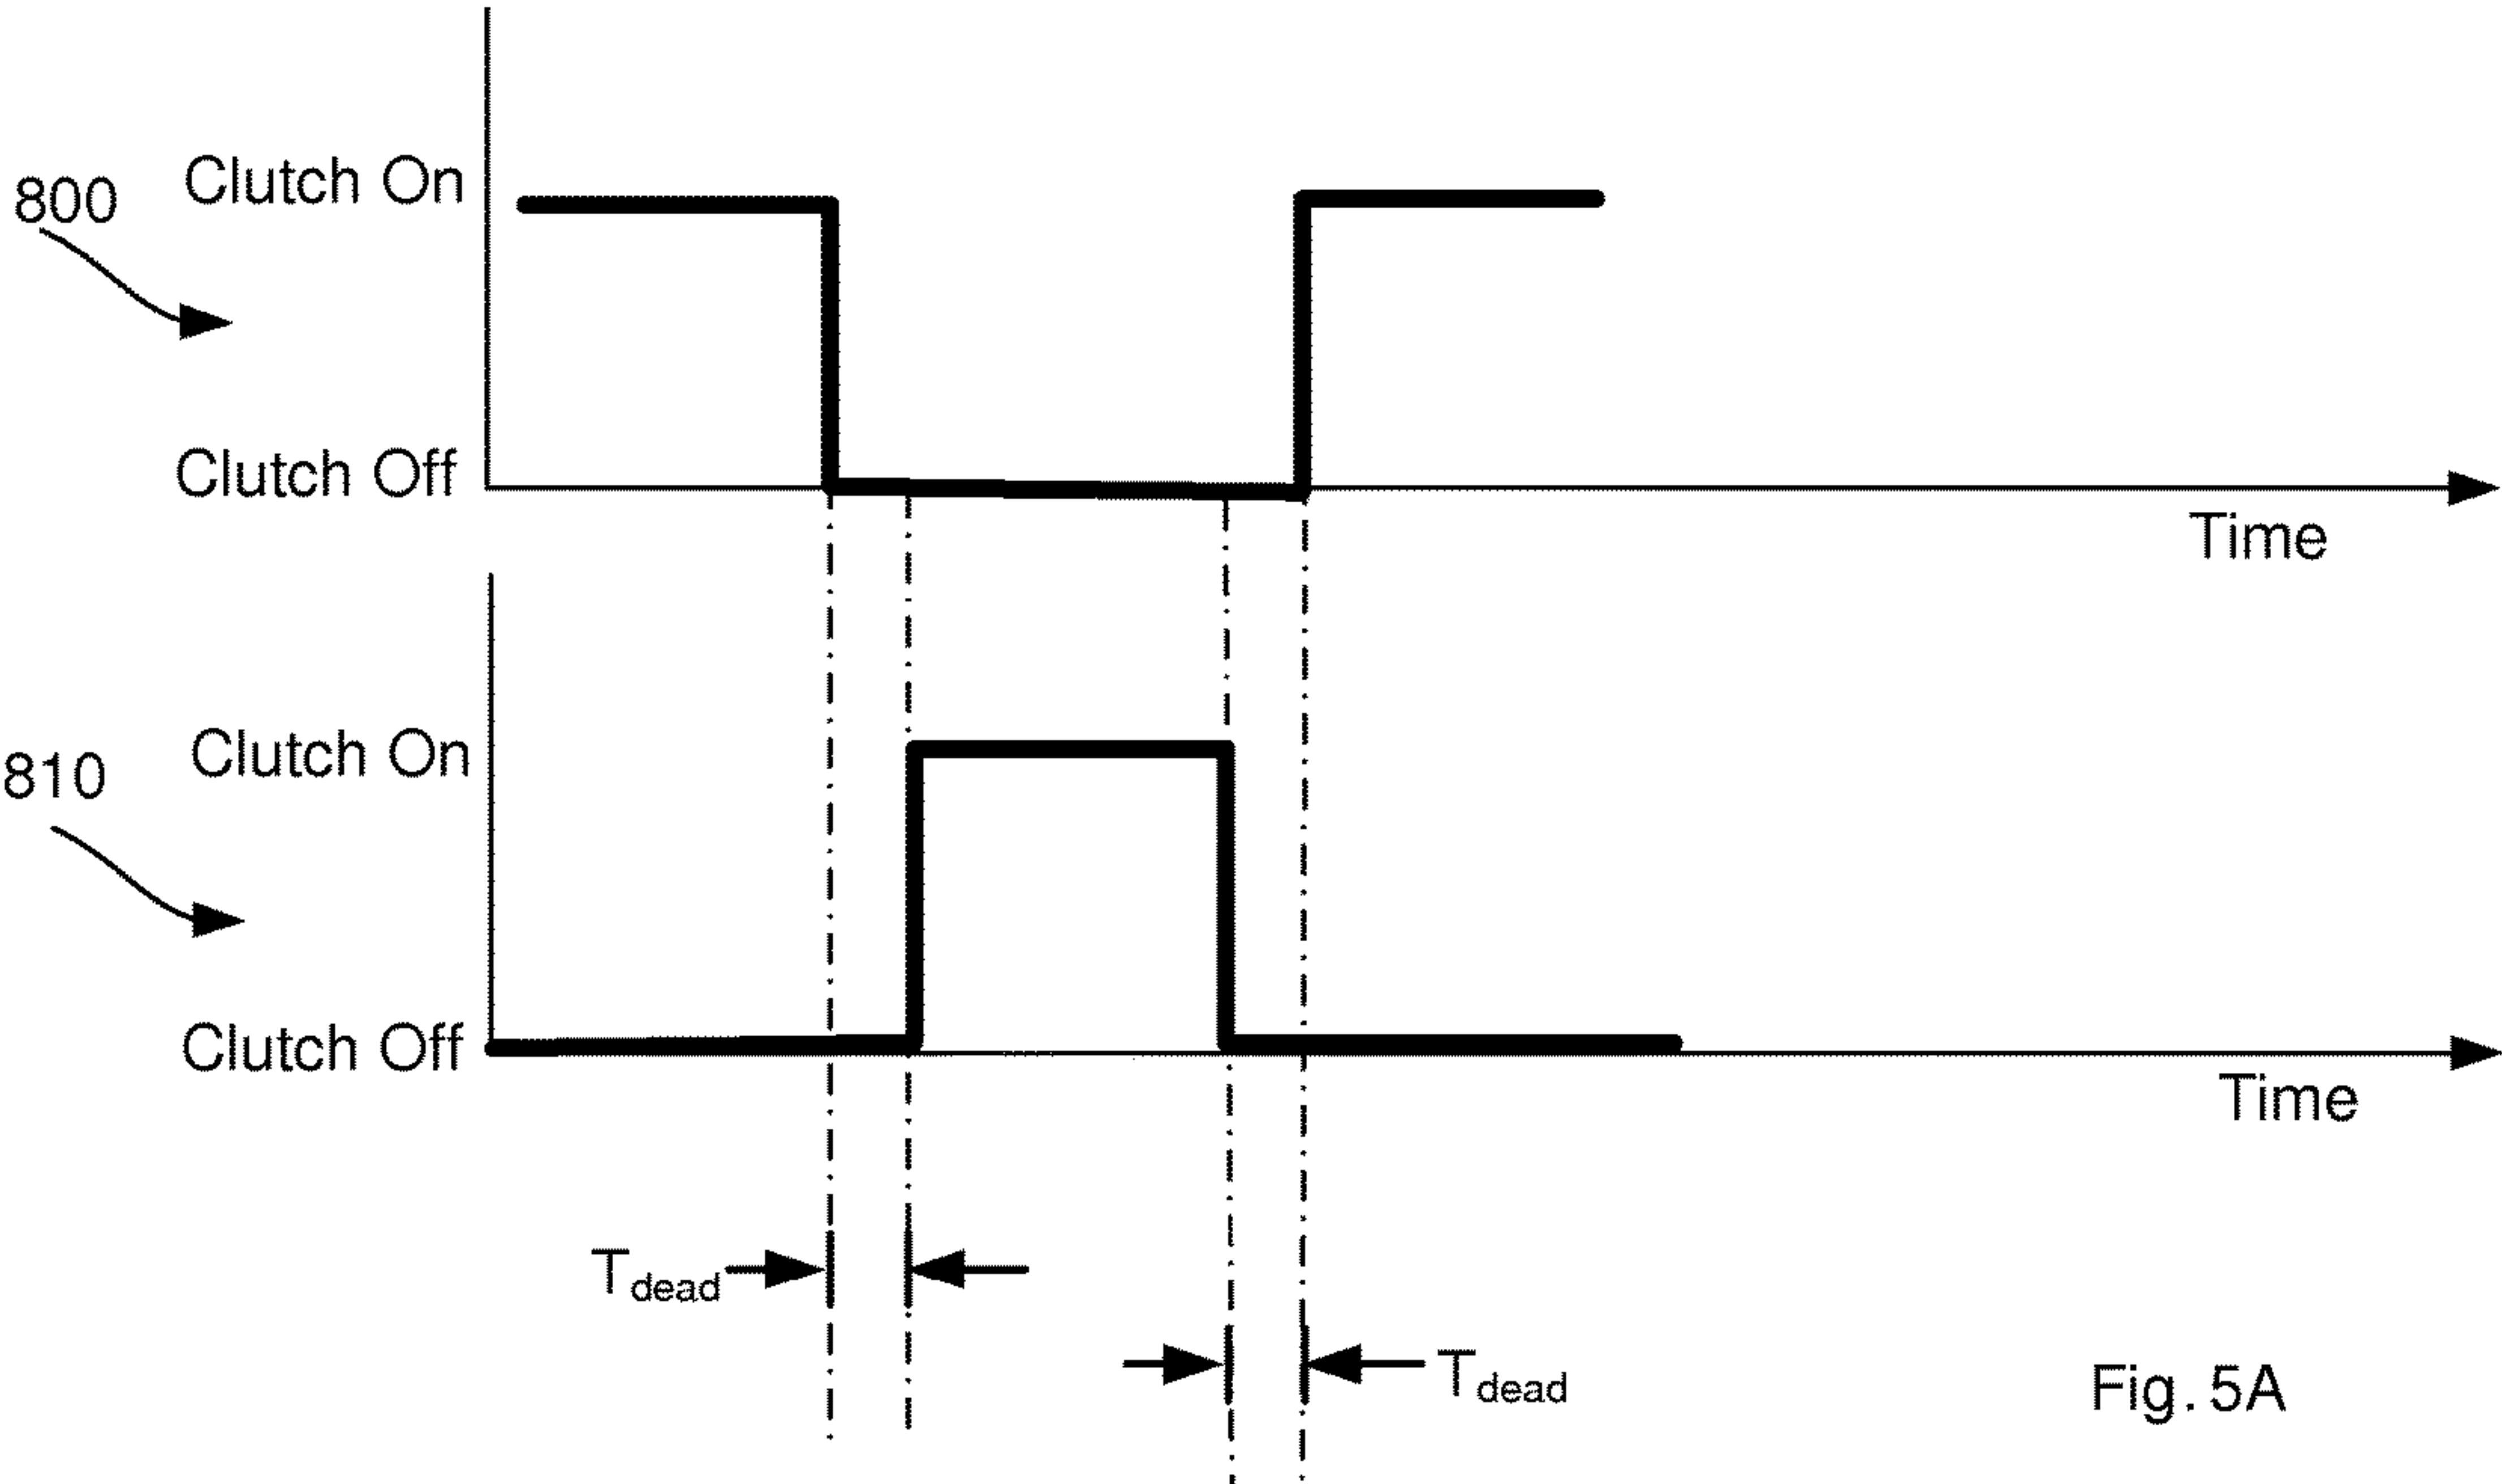 800
Clutch On
Clutch Off
Time
810
Clutch On
Clutch Off
Time
Tdead
Tdead
Fig. 5A